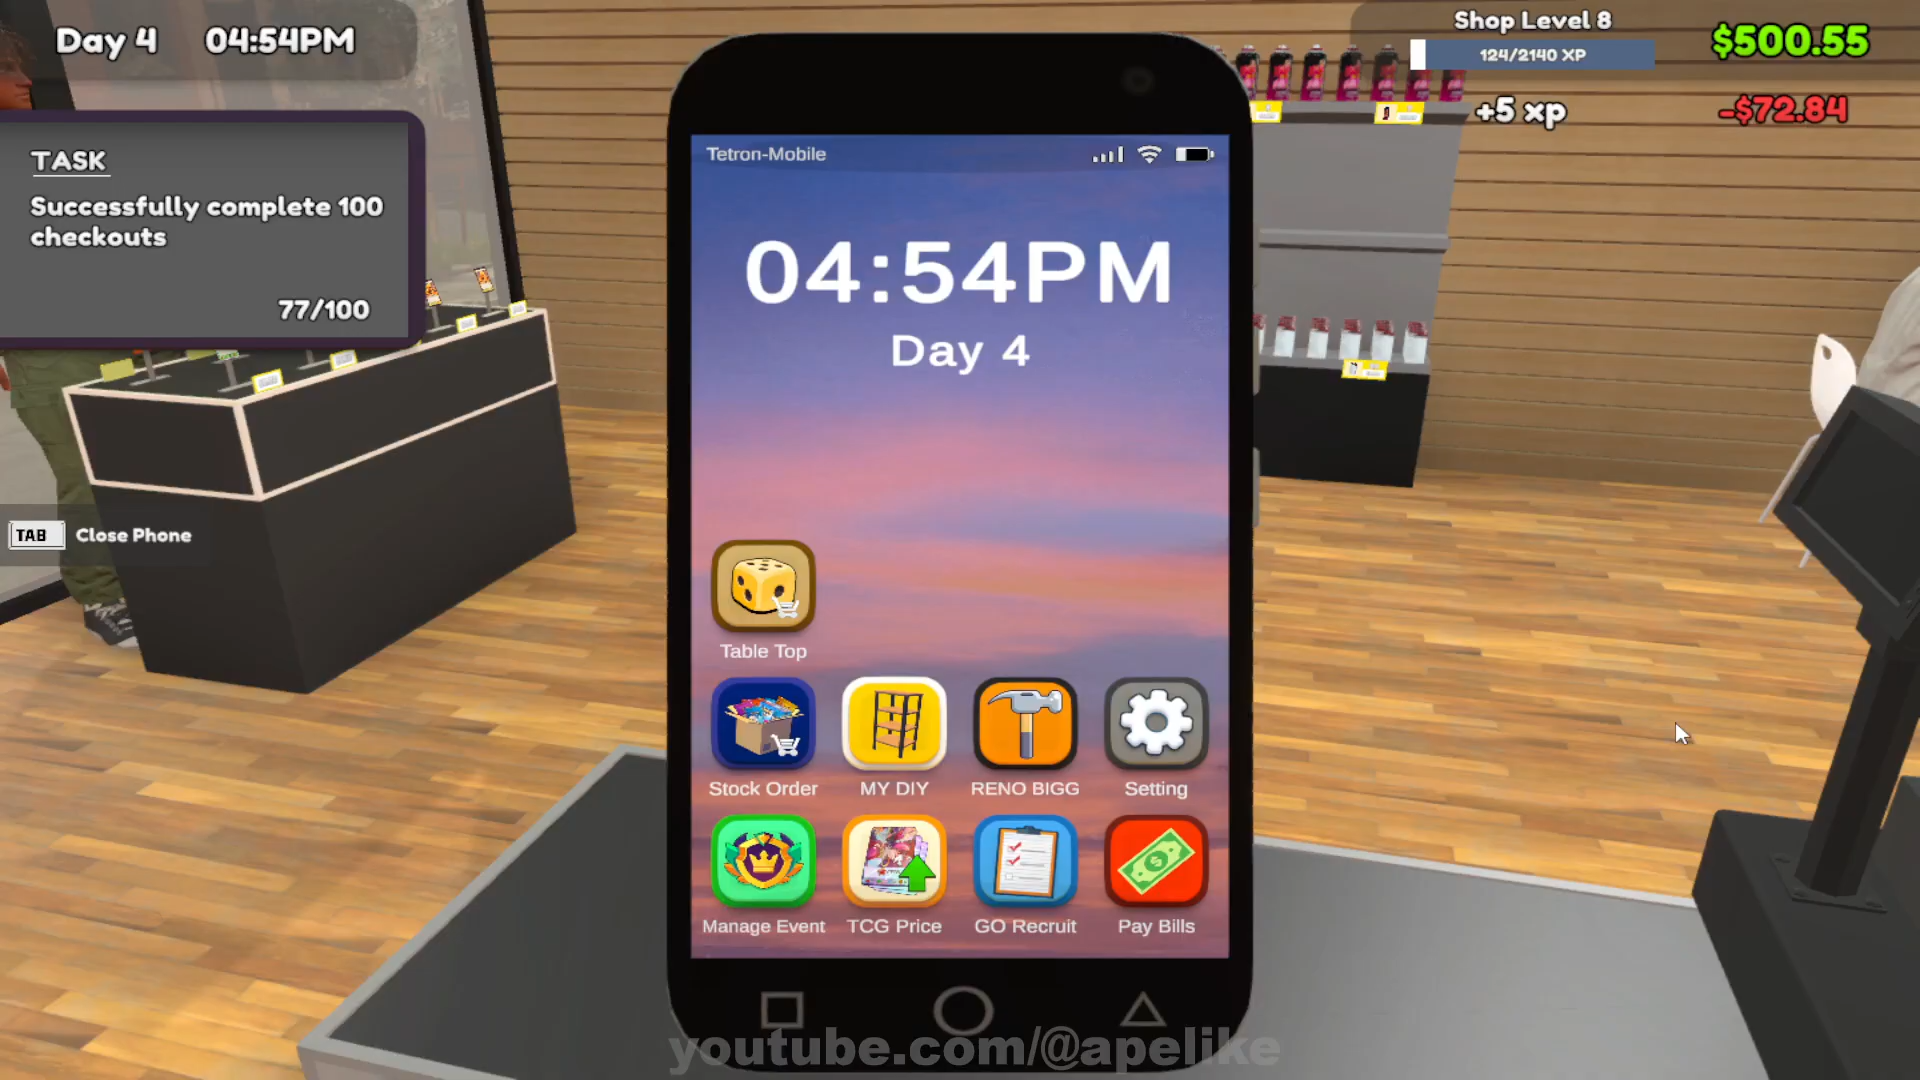 Day 4 04:54PM
Shop Level 8
124/2140 XP
$500.55
+5 xp
-$72.84
TASK
Successfully complete 100
checkouts
77/100
TAB Close Phone
Tetron-Mobile
04:54PM
Day 4
Table Top
Stock Order MY DIY RENO BIGG Setting
Manage Event TCG Price GO Recruit Pay Bills
youtube.com/@apelike